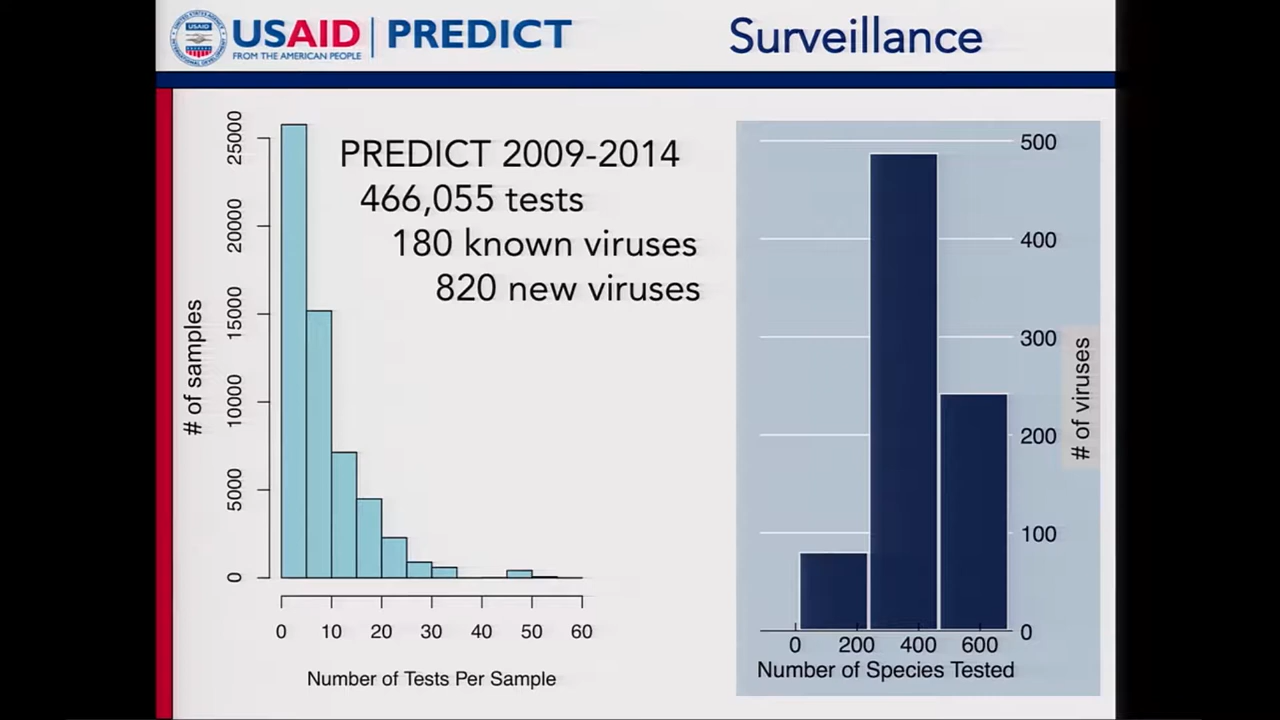 USAID | PREDICT
FROM THE AMERICAN PEOPLE
USAID
Surveillance
PREDICT 2009-2014
466,055 tests
180 known viruses
820 new viruses
# of samples
25000
20000
15000
10000
5000
0
0 10 20 30 40 50 60
Number of Tests Per Sample
500
400
300
200
100
0
# of viruses
0 200 400 600
Number of Species Tested